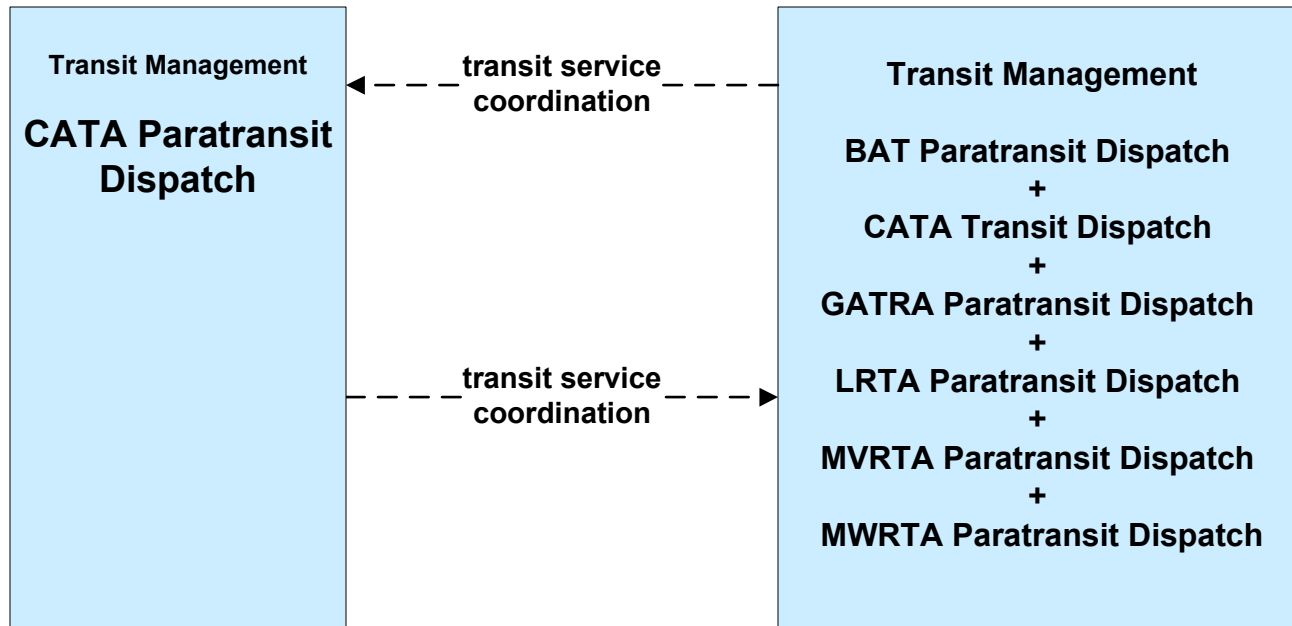 Transit Management
CATA Paratransit
Dispatch
transit service
coordination
transit service
coordination
Transit Management
BAT Paratransit Dispatch
+
CATA Transit Dispatch
+
GATRA Paratransit Dispatch
+
LRTA Paratransit Dispatch
+
MVRTA Paratransit Dispatch
+
MWRTA Paratransit Dispatch